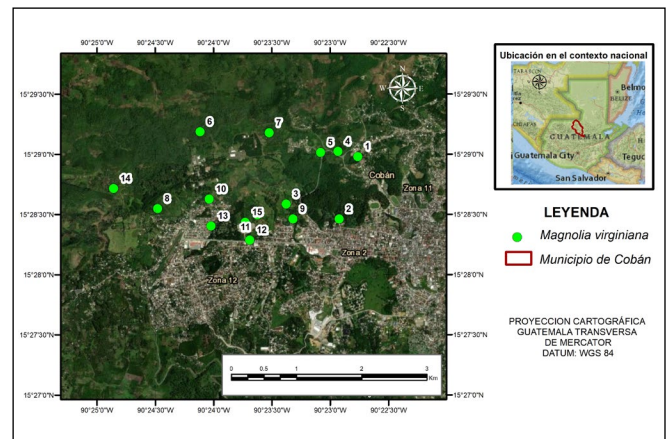 90°25'0"W 90°24'30"W 90°24'0"W 90°23'30"W 90°23'0"W 90°22'30"W
15°29'30"N 15°29'30"N
6 7
5 4 1
15°29'0"N 15°29'0"N
Cobán
14 Zona 11
10 3
8
15°28'30"N 13 15 9 2 15°28'30"N
11 12
Zona 2
15°28'0"N 15°28'0"N
Zona 12
15°27'30"N 15°27'30"N
0 0.5 1 2 3
Km
15°27'0"N 15°27'0"N
90°25'0"W 90°24'30"W 90°24'0"W 90°23'30"W 90°23'0"W 90°22'30"W
N
W E
S
Ubicación en el contexto nacional
Belmo
BELIZE
GUATEMALA
Guatemala City
Teguc
San Salvador
LEYENDA
Magnolia virginiana
Municipio de Cobán
PROYECCION CARTOGRÁFICA
GUATEMALA TRANSVERSA
DE MERCATOR
DATUM: WGS 84